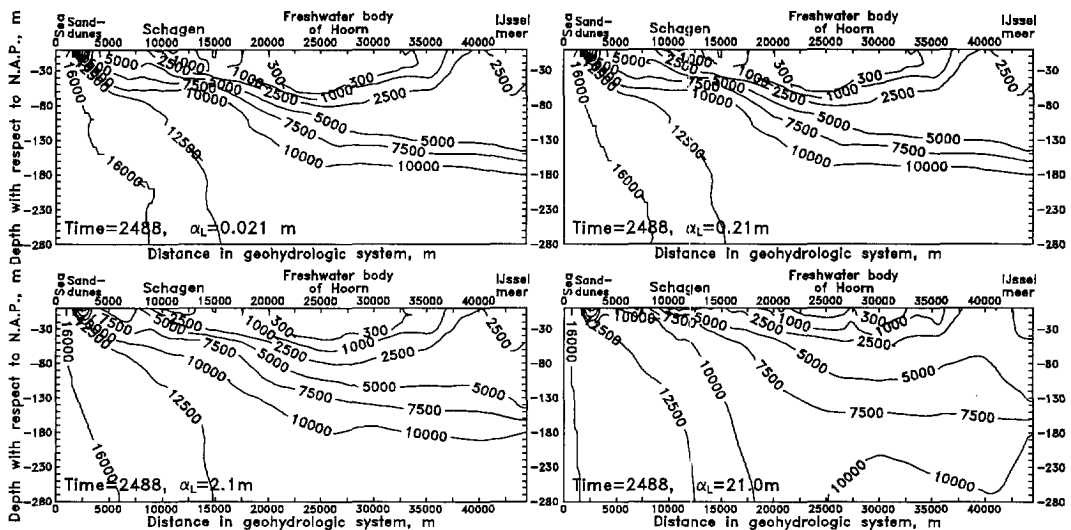 Depth with respect to N.A.P., m
Sea
Sand-
dunes
Schagen
Freshwater body
of Hoorn
IJssel
meer
0 5000 10000 15000 20000 25000 30000 35000 40000
-30
-80
-130
-180
-230
-280
5000 2500 1000 1000 300 300 2500
7500 5000 2500 1000 2500
10000 7500 5000 5000
16000 12500 10000 7500 10000
16000
Time=2488, αL=0.021 m
Distance in geohydrologic system, m
Sea
Sand-
dunes
Schagen
Freshwater body
of Hoorn
IJssel
meer
0 5000 10000 15000 20000 25000 30000 35000 40000
-30
-80
-130
-180
-230
-280
5000 2500 1000 1000 300 300 2500
7500 5000 2500 1000 2500
10000 7500 5000 5000
16000 12500 10000 7500 10000
16000
Time=2488, αL=0.21m
Distance in geohydrologic system, m
Depth with respect to N.A.P., m
Sea
Sand-
dunes
Schagen
Freshwater body
of Hoorn
IJssel
meer
0 5000 10000 15000 20000 25000 30000 35000 40000
-30
-80
-130
-180
-230
-280
16000 7500 5000 1000 300 300 2500
12500 7500 2500 1000 2500
10000 5000 5000 5000
12500 7500 7500
10000 10000
16000
Time=2488, αL=2.1m
Distance in geohydrologic system, m
Sea
Sand-
dunes
Schagen
Freshwater body
of Hoorn
IJssel
meer
0 5000 10000 15000 20000 25000 30000 35000 40000
-30
-80
-130
-180
-230
-280
16000 12500 10000 7500 5000 1000 300 1000
2500
7500 5000 5000
12500 10000 7500 7500
10000 10000
Time=2488, αL=21.0m
Distance in geohydrologic system, m